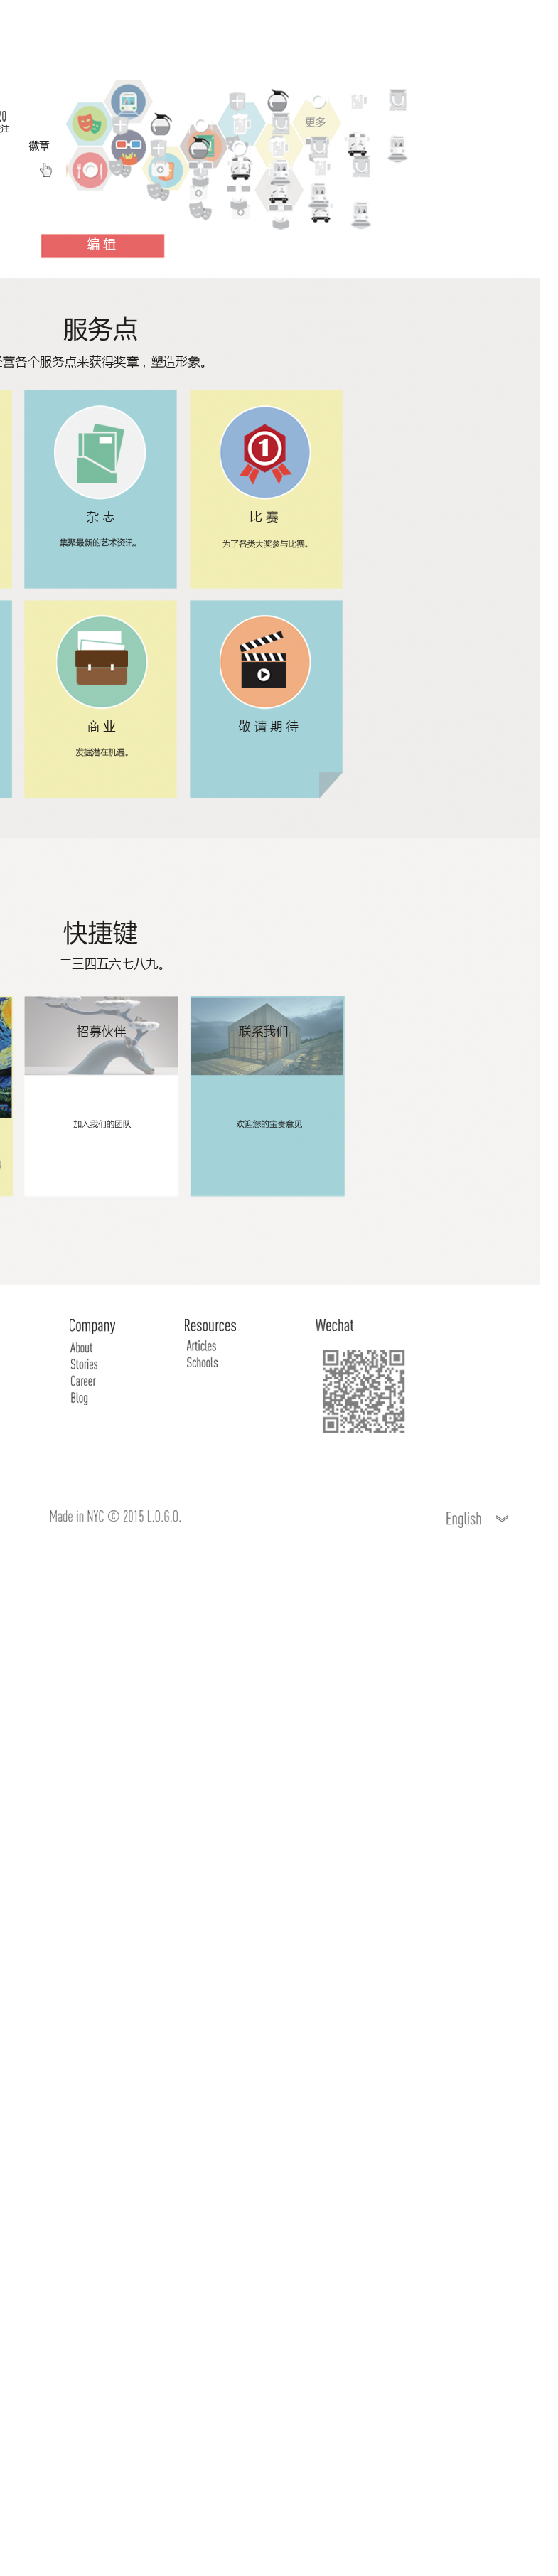 20
注
徽章
更多
编辑
服务点
营各个服务点来获得奖章，塑造形象。
杂志
集聚最新的艺术资讯。
1
比赛
为了各类大奖参与比赛。
商业
发掘潜在机遇。
敬请期待
快捷键
一二三四五六七八九。
招募伙伴
加入我们的团队
联系我们
欢迎您的宝贵意见
Company
About
Stories
Career
Blog
Resources
Articles
Schools
Wechat
Made in NYC © 2015 L.O.G.O.
English